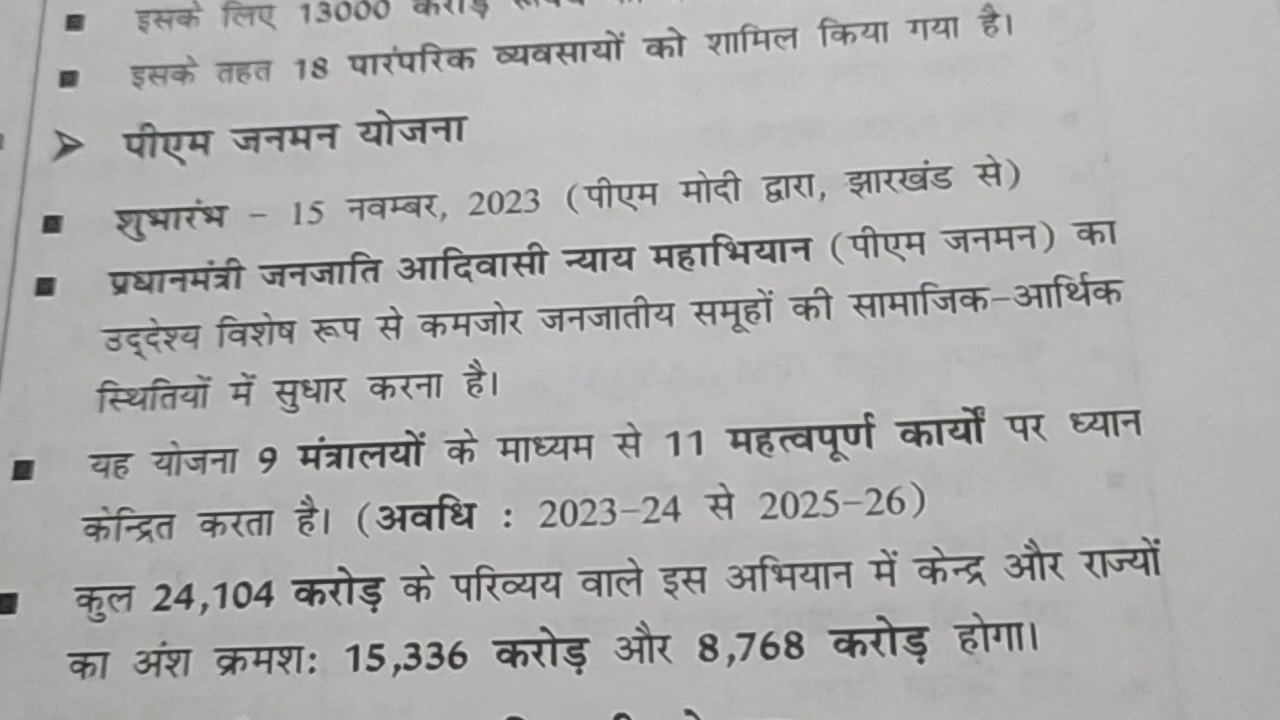 ▪ इसके लिए 13000 करोड़
▪ इसके तहत 18 पारंपरिक व्यवसायों को शामिल किया गया है।
➤ पीएम जनमन योजना
▪ शुभारंभ – 15 नवम्बर, 2023 (पीएम मोदी द्वारा, झारखंड से)
▪ प्रधानमंत्री जनजाति आदिवासी न्याय महाभियान (पीएम जनमन) का
उद्देश्य विशेष रूप से कमजोर जनजातीय समूहों की सामाजिक-आर्थिक
स्थितियों में सुधार करना है।
▪ यह योजना 9 मंत्रालयों के माध्यम से 11 महत्वपूर्ण कार्यों पर ध्यान
केन्द्रित करता है। (अवधि : 2023-24 से 2025-26)
▪ कुल 24,104 करोड़ के परिव्यय वाले इस अभियान में केन्द्र और राज्यों
का अंश क्रमश: 15,336 करोड़ और 8,768 करोड़ होगा।